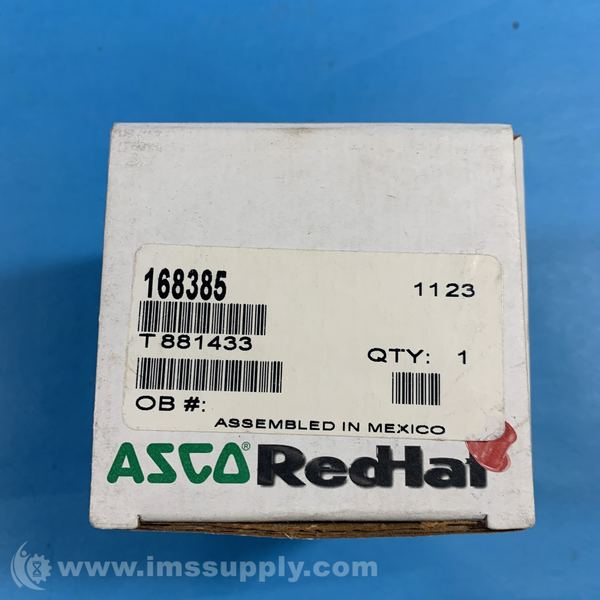 168385 1123
T881433
QTY: 1
OB #:
ASSEMBLED IN MEXICO
ASCO® RedHat
www.imssupply.com